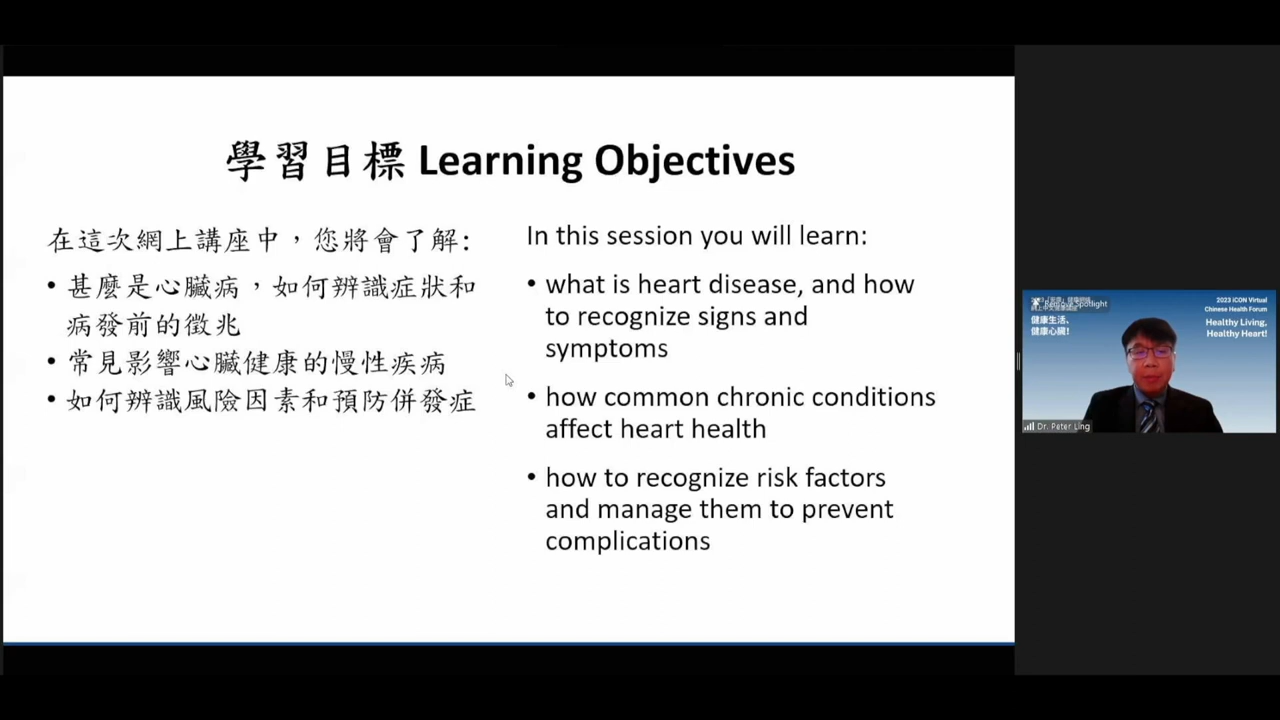 學習目標 Learning Objectives
在這次網上講座中，您將會了解:
• 甚麼是心臟病，如何辨識症狀和
病發前的徵兆
• 常見影響心臟健康的慢性疾病
• 如何辨識風險因素和預防併發症
In this session you will learn:
• what is heart disease, and how
to recognize signs and
symptoms
• how common chronic conditions
affect heart health
• how to recognize risk factors
and manage them to prevent
complications
Remove Spotlight
健康生活、
健康心臟!
2023 iCON Virtual
Chinese Health Forum
Healthy Living,
Healthy Heart!
Dr. Peter Ling